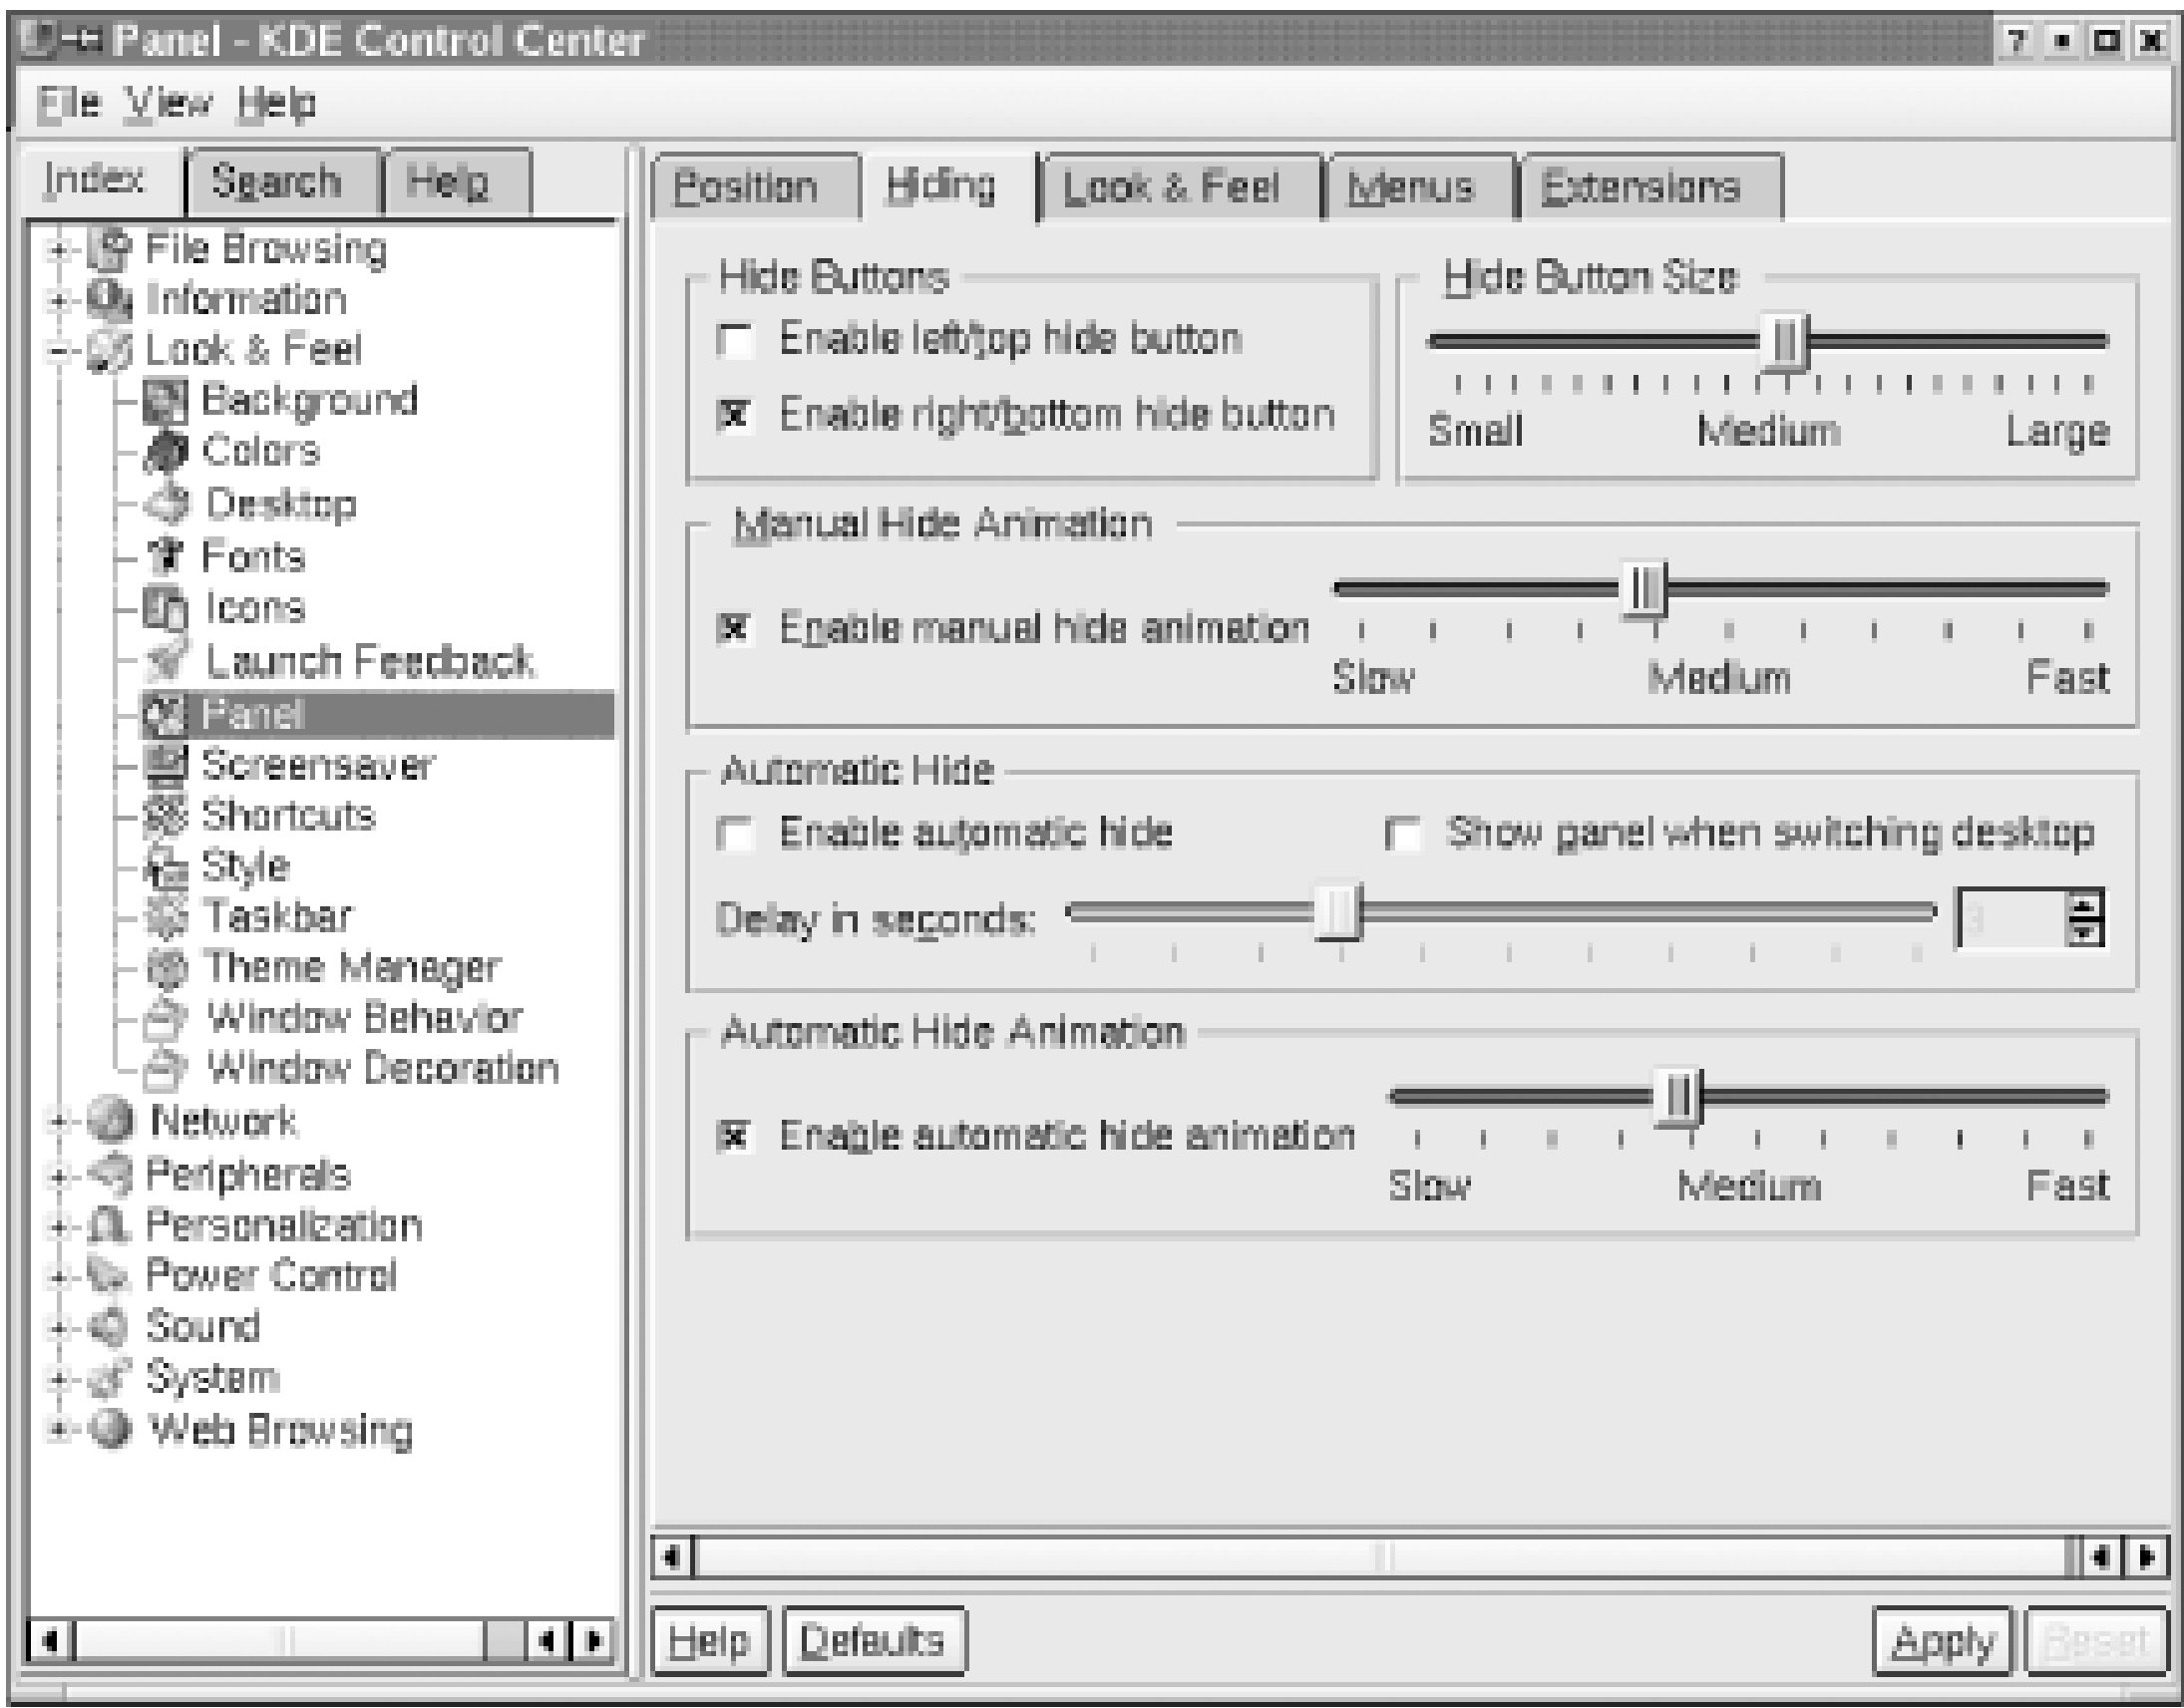 Panel - KDE Control Center
File View Help
Index Search Help
File Browsing
Information
Look & Feel
Background
Colors
Desktop
Fonts
Icons
Launch Feedback
Panel
Screensaver
Shortcuts
Style
Taskbar
Theme Manager
Window Behavior
Window Decoration
Network
Peripherals
Personalization
Power Control
Sound
System
Web Browsing
Position Hiding Look & Feel Menus Extensions
Hide Buttons
Enable left/top hide button
Enable right/bottom hide button
Hide Button Size
Small Medium Large
Manual Hide Animation
Enable manual hide animation
Slow Medium Fast
Automatic Hide
Enable automatic hide
Show panel when switching desktop
Delay in seconds: 3
Automatic Hide Animation
Enable automatic hide animation
Slow Medium Fast
Help Defaults Apply Reset